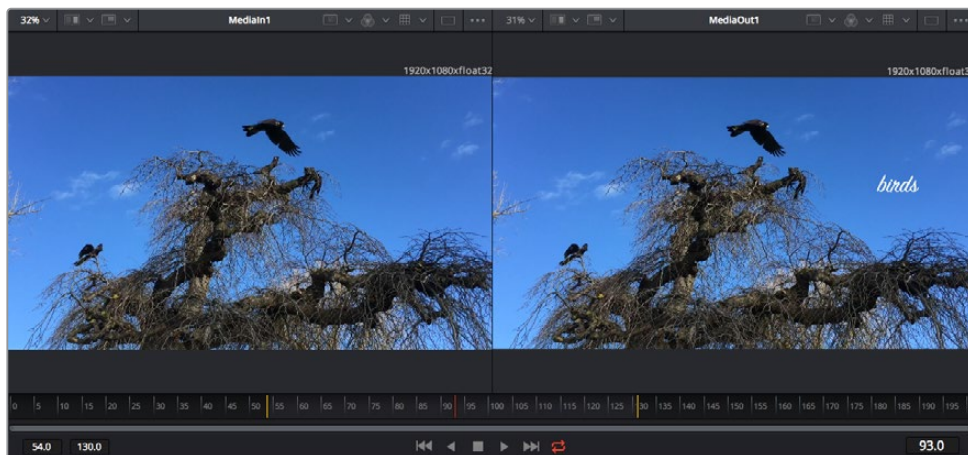 32%
MediaIn1
31%
MediaOut1
1920x1080xfloat32
1920x1080xfloat3
birds
0 5 10 15 20 25 30 35 40 45 50 55 60 65 70 75 80 85 90 95 100 105 110 115 120 125 130 135 140 145 150 155 160 165 170 175 180 185 190 195
54.0 130.0 93.0